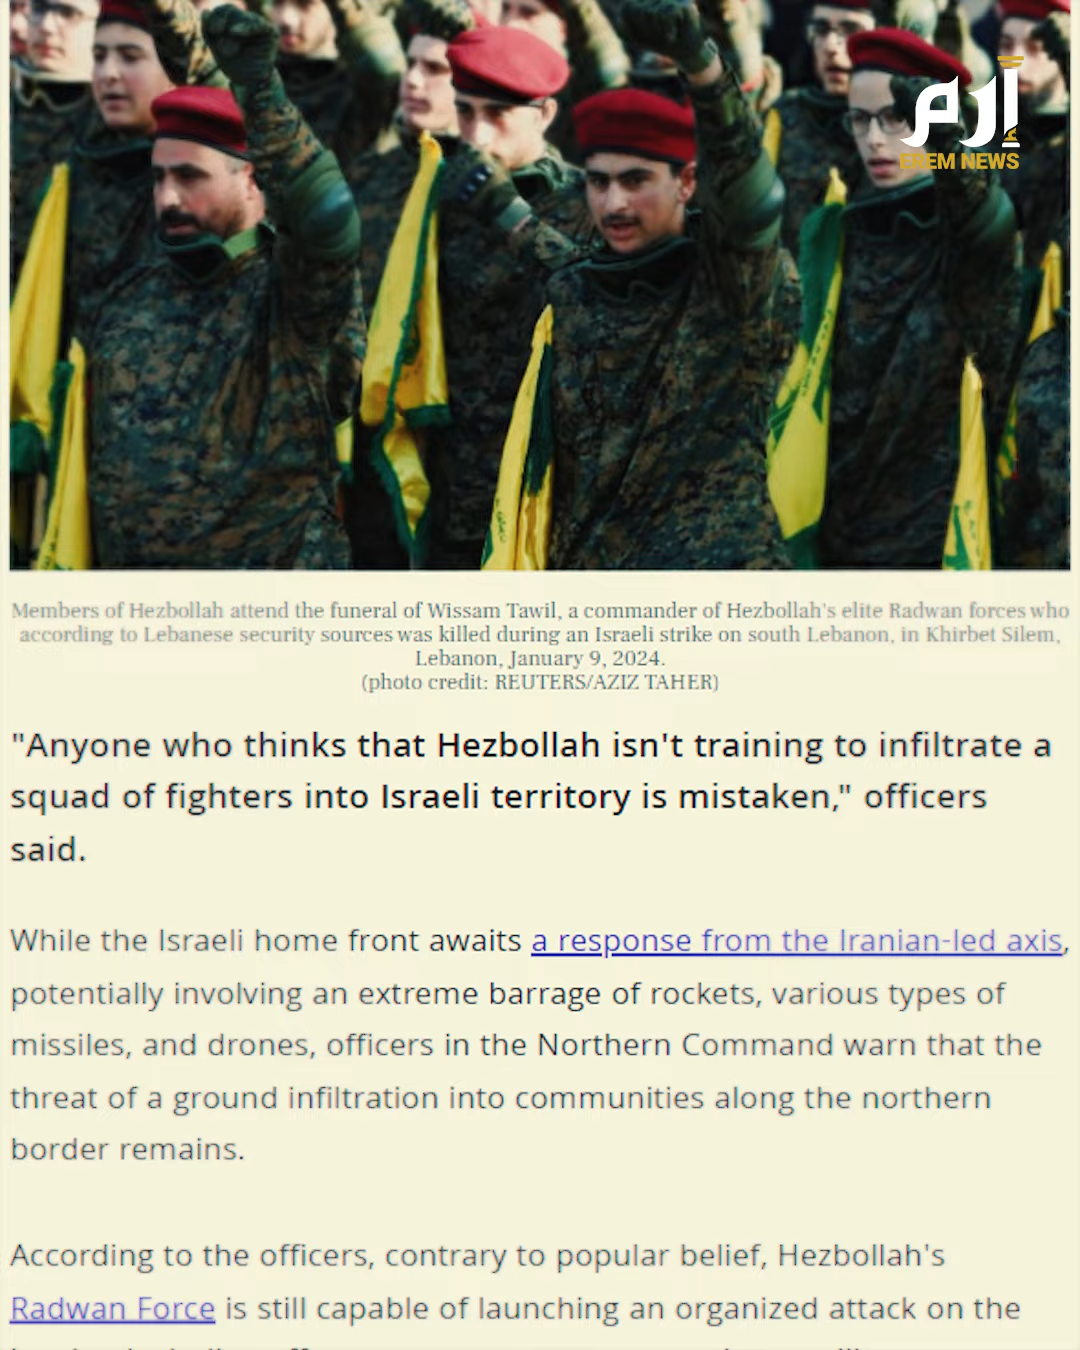 إرم
EREM NEWS
Members of Hezbollah attend the funeral of Wissam Tawil, a commander of Hezbollah's elite Radwan forces who
according to Lebanese security sources was killed during an Israeli strike on south Lebanon, in Khirbet Silem,
Lebanon, January 9, 2024.
(photo credit: REUTERS/AZIZ TAHER)
"Anyone who thinks that Hezbollah isn't training to infiltrate a
squad of fighters into Israeli territory is mistaken," officers
said.
While the Israeli home front awaits a response from the Iranian-led axis,
potentially involving an extreme barrage of rockets, various types of
missiles, and drones, officers in the Northern Command warn that the
threat of a ground infiltration into communities along the northern
border remains.
According to the officers, contrary to popular belief, Hezbollah's
Radwan Force is still capable of launching an organized attack on the